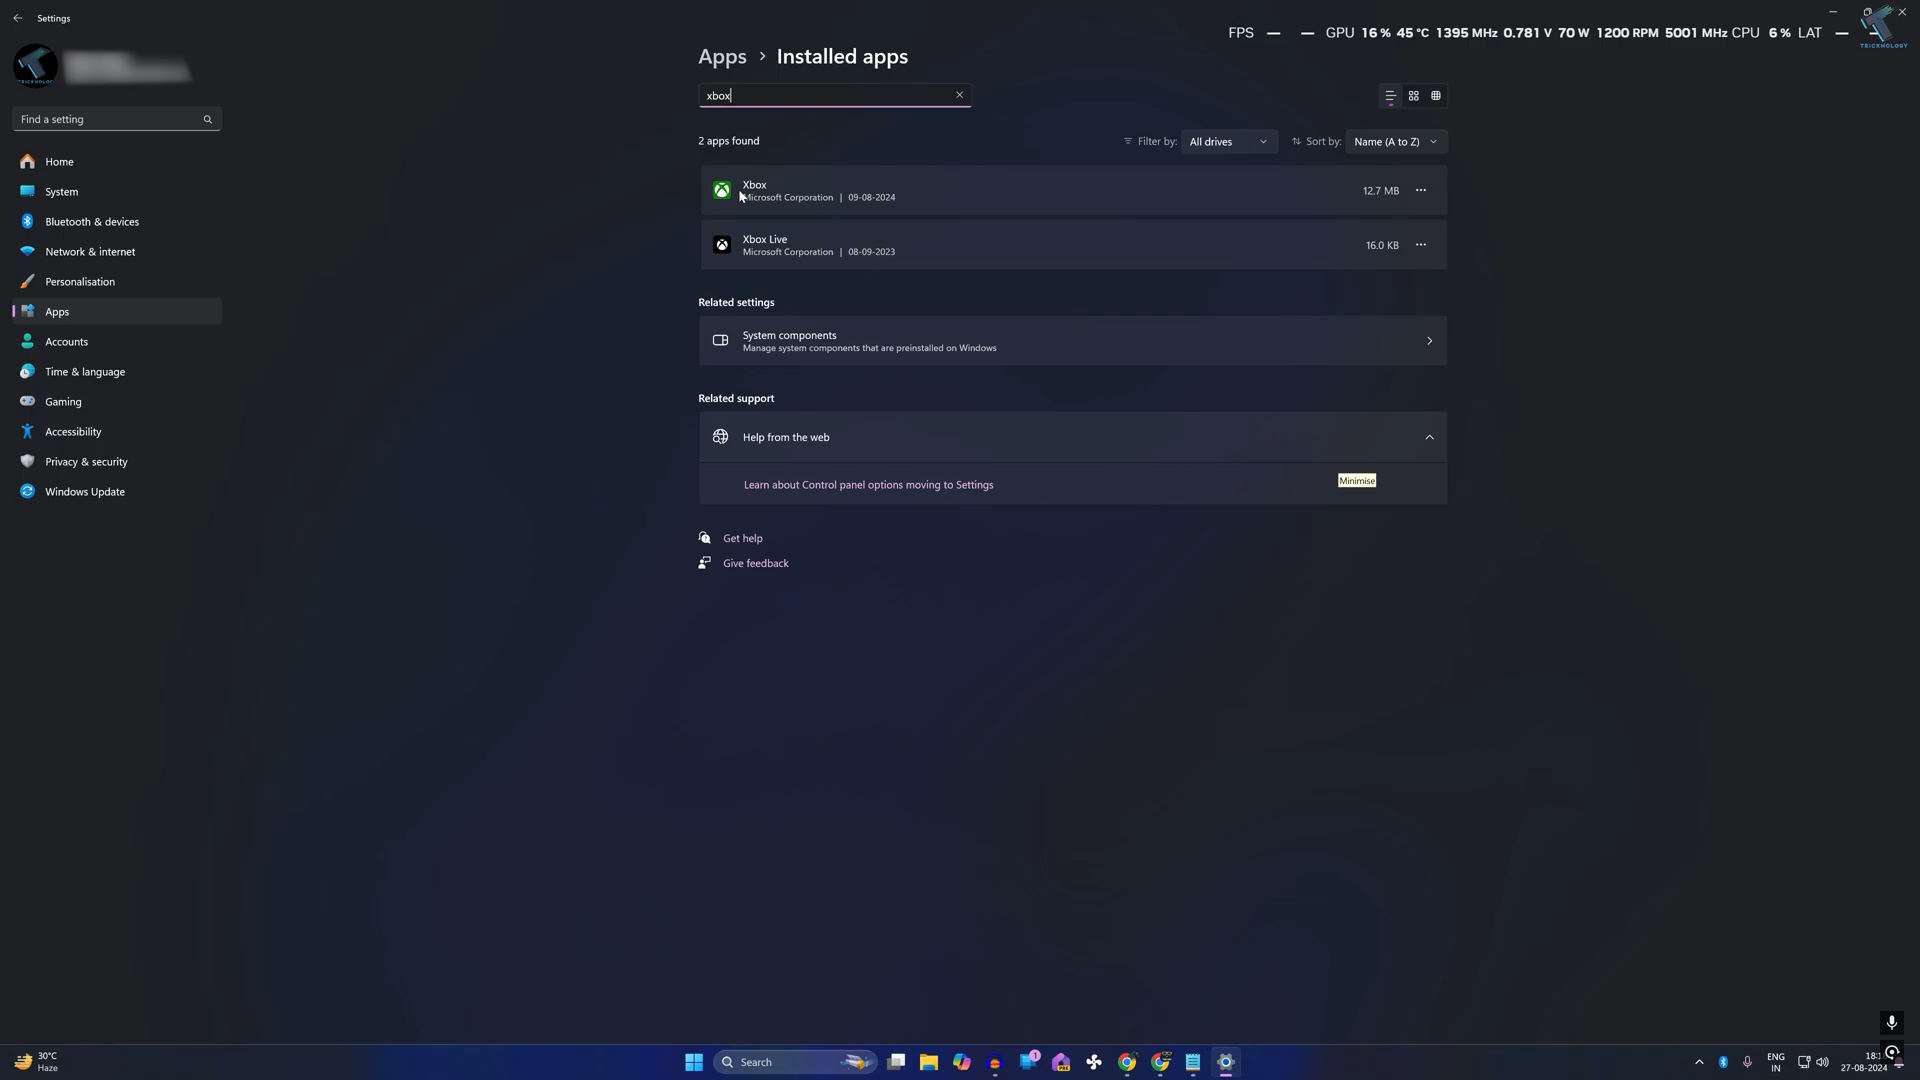 Settings
FPS — — GPU 16 % 45 °C 1395 MHz 0.781 V 70 W 1200 RPM 5001 MHz CPU 6 % LAT —
TRICKNOLOGY
TRICKNOLOGY
Find a setting
Home
System
Bluetooth & devices
Network & internet
Personalisation
Apps
Accounts
Time & language
Gaming
Accessibility
Privacy & security
Windows Update
Apps > Installed apps
xbox
2 apps found
Filter by: All drives
Sort by: Name (A to Z)
Xbox
Microsoft Corporation | 09-08-2024
12.7 MB
Xbox Live
Microsoft Corporation | 08-09-2023
16.0 KB
Related settings
System components
Manage system components that are preinstalled on Windows
Related support
Help from the web
Learn about Control panel options moving to Settings
Minimise
Get help
Give feedback
30°C
Haze
Search
1
PRE
ENG
IN
27-08-2024